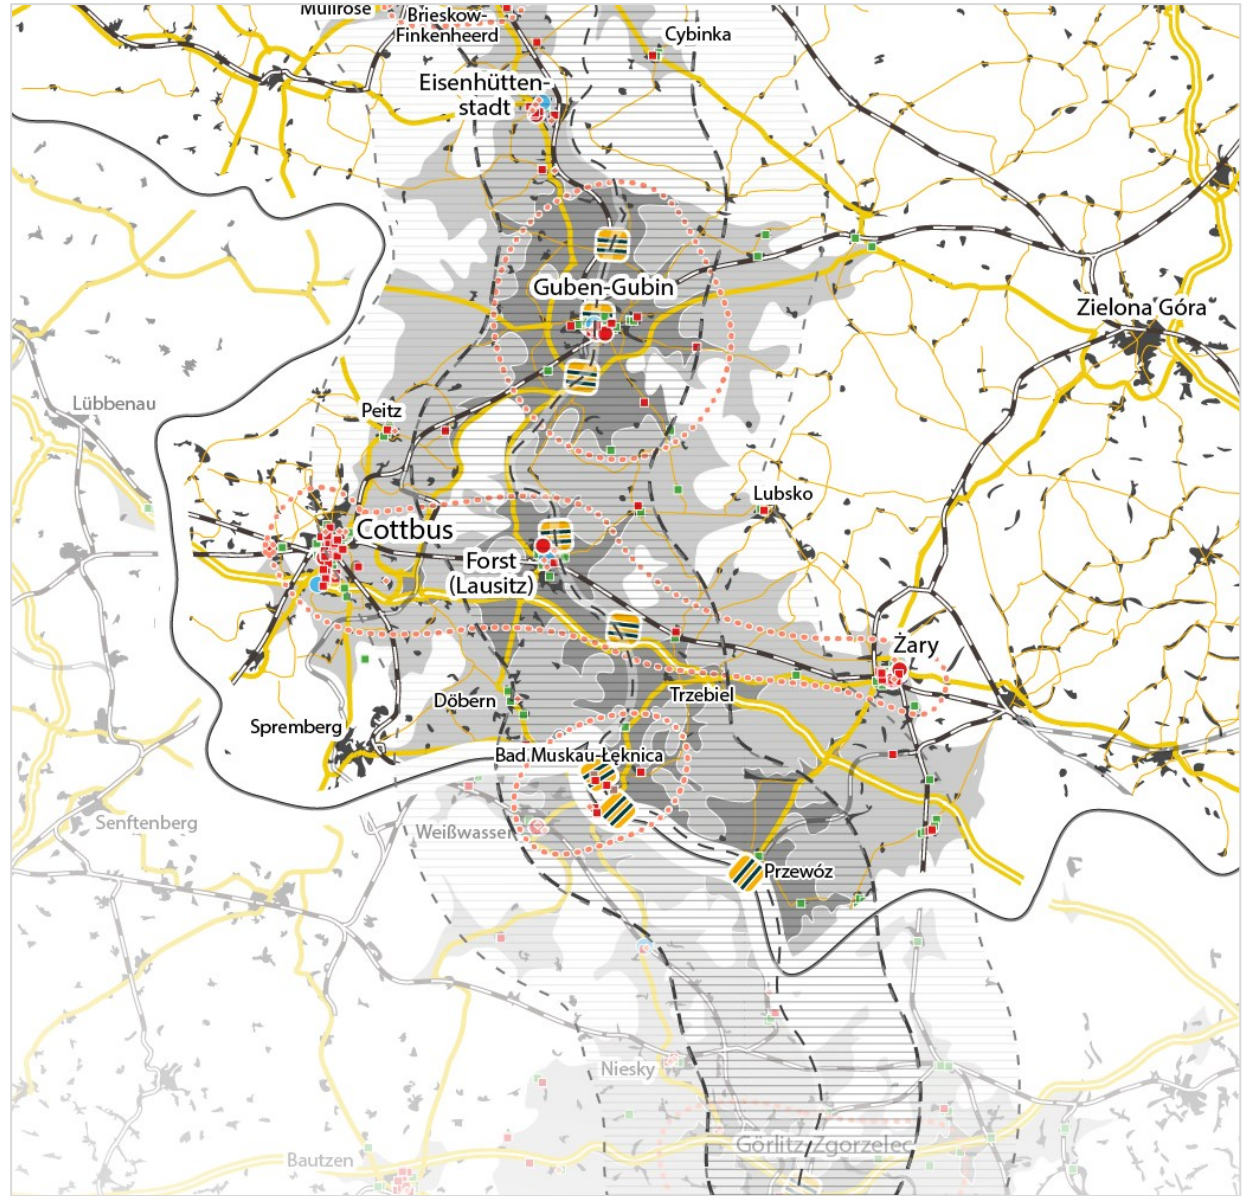 Müllrose
Brieskow-
Finkenheerd
Cybinka
Eisenhütten-
stadt
Guben-Gubin
Zielona Góra
Lübbenau
Peitz
Lubsko
Cottbus
Forst
(Lausitz)
Żary
Döbern
Trzebiel
Spremberg
Bad Muskau-Łęknica
Senftenberg
Weißwasser
Przewóz
Niesky
Görlitz-Zgorzelec
Bautzen